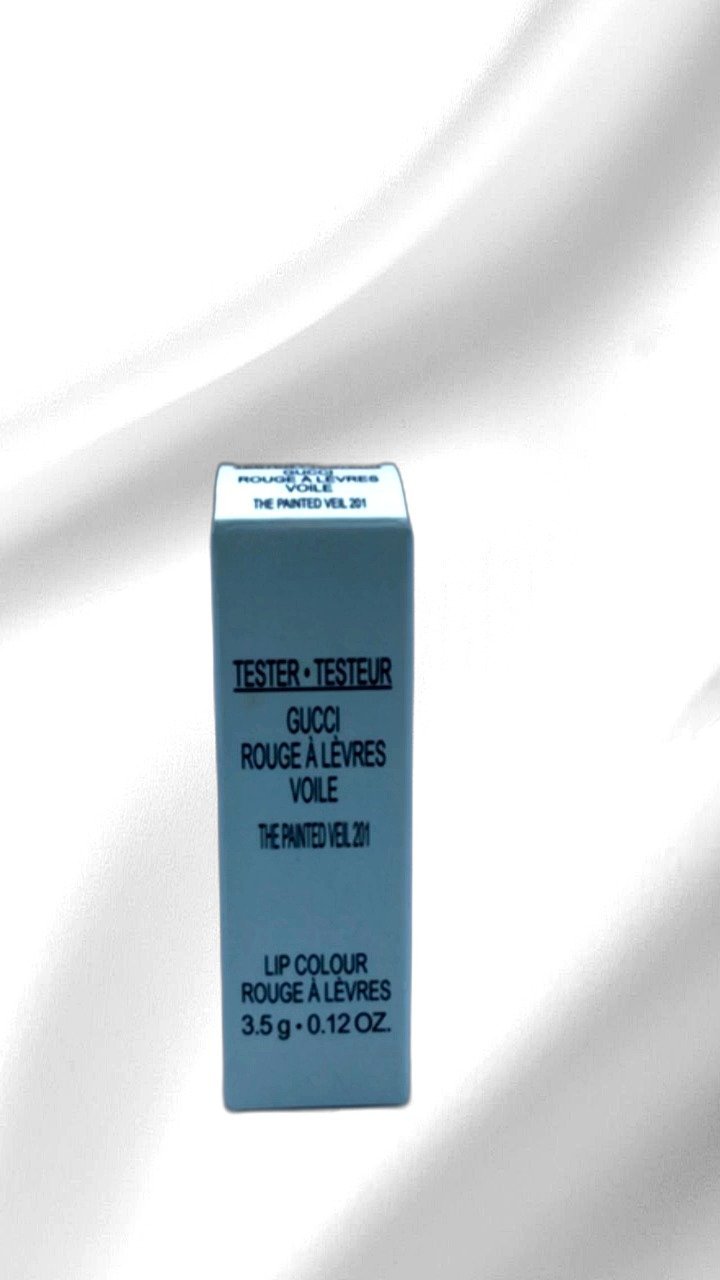 GUCCI
ROUGE À LÈVRES
VOILE
THE PAINTED VEIL 201
TESTER • TESTEUR
GUCCI
ROUGE À LÈVRES
VOILE
THE PAINTED VEIL 201
LIP COLOUR
ROUGE À LÈVRES
3.5 g • 0.12 OZ.